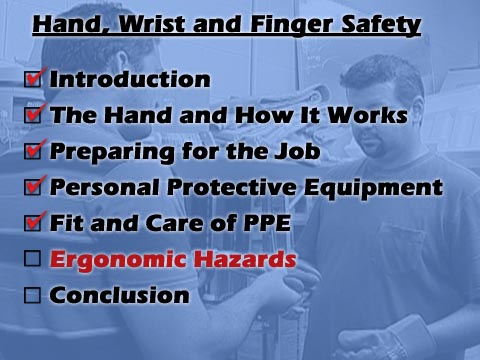 Hand, Wrist and Finger Safety
Introduction
The Hand and How It Works
Preparing for the Job
Personal Protective Equipment
Fit and Care of PPE
Ergonomic Hazards
Conclusion